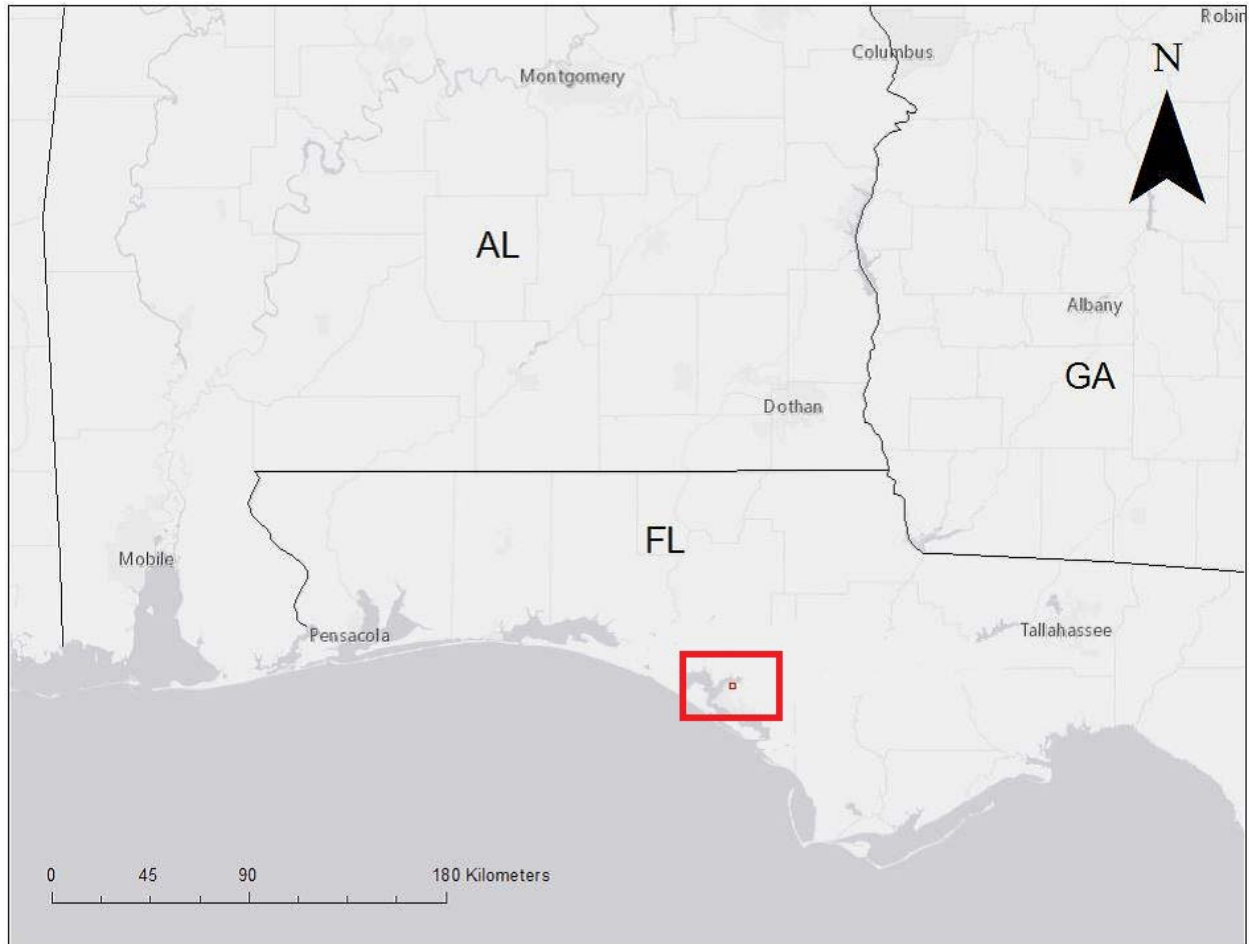 Robin
Columbus
N
Montgomery
AL
Albany
GA
Dothan
FL
Mobile
Pensacola
Tallahassee
0 45 90 180 Kilometers